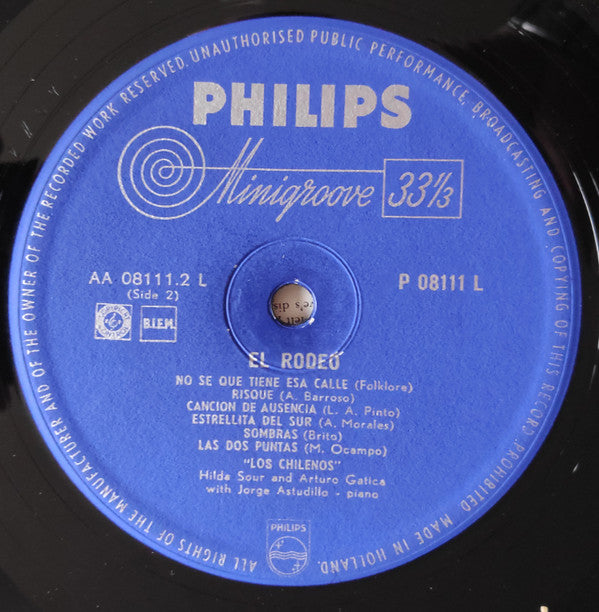 ALL RIGHTS OF THE MANUFACTURER AND OF THE OWNER OF THE RECORDED WORK RESERVED. UNAUTHORISED PUBLIC PERFORMANCE, BROADCASTING AND COPYING OF THIS RECORD PROHIBITED. MADE IN HOLLAND.
PHILIPS
Minigroove 33⅓
AA 08111.2 L
(Side 2)
P 08111 L
B.I.E.M.
EL RODEO
NO SE QUE TIENE ESA CALLE (Folklore)
RISQUE (A. Barroso)
CANCION DE AUSENCIA (L. A. Pinto)
ESTRELLITA DEL SUR (A. Morales)
SOMBRAS (Brito)
LAS DOS PUNTAS (M. Ocampo)
"LOS CHILENOS"
Hilda Sour and Arturo Gatica
with Jorge Astudillo - piano
PHILIPS